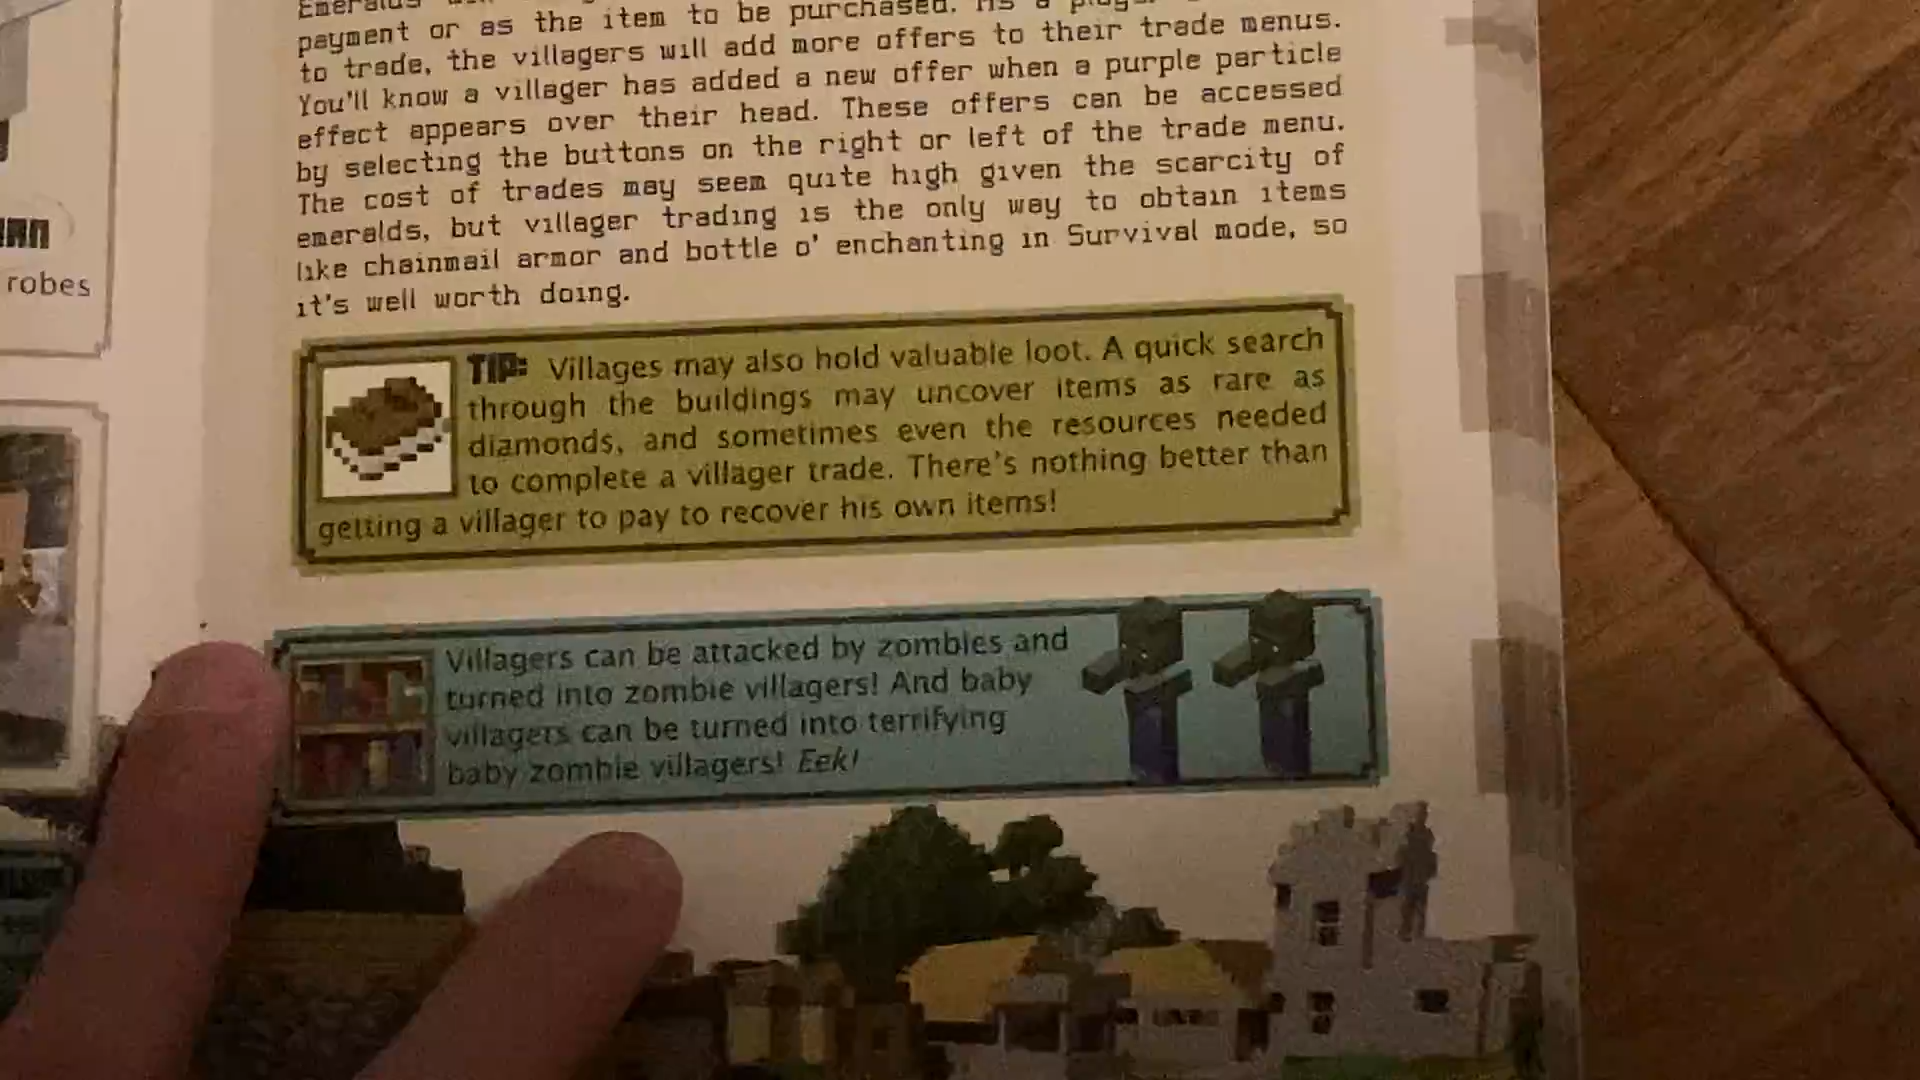 Emeralds
payment or as the item to be purchased. As a
to trade, the villagers will add more offers to their trade menus.
You'll know a villager has added a new offer when a purple particle
effect appears over their head. These offers can be accessed
by selecting the buttons on the right or left of the trade menu.
The cost of trades may seem quite high given the scarcity of
emeralds, but villager trading is the only way to obtain items
like chainmail armor and bottle o' enchanting in Survival mode, so
it's well worth doing.
robes
TIP: Villages may also hold valuable loot. A quick search
through the buildings may uncover items as rare as
diamonds, and sometimes even the resources needed
to complete a villager trade. There's nothing better than
getting a villager to pay to recover his own items!
Villagers can be attacked by zombies and
turned into zombie villagers! And baby
villagers can be turned into terrifying
baby zombie villagers! Eek!